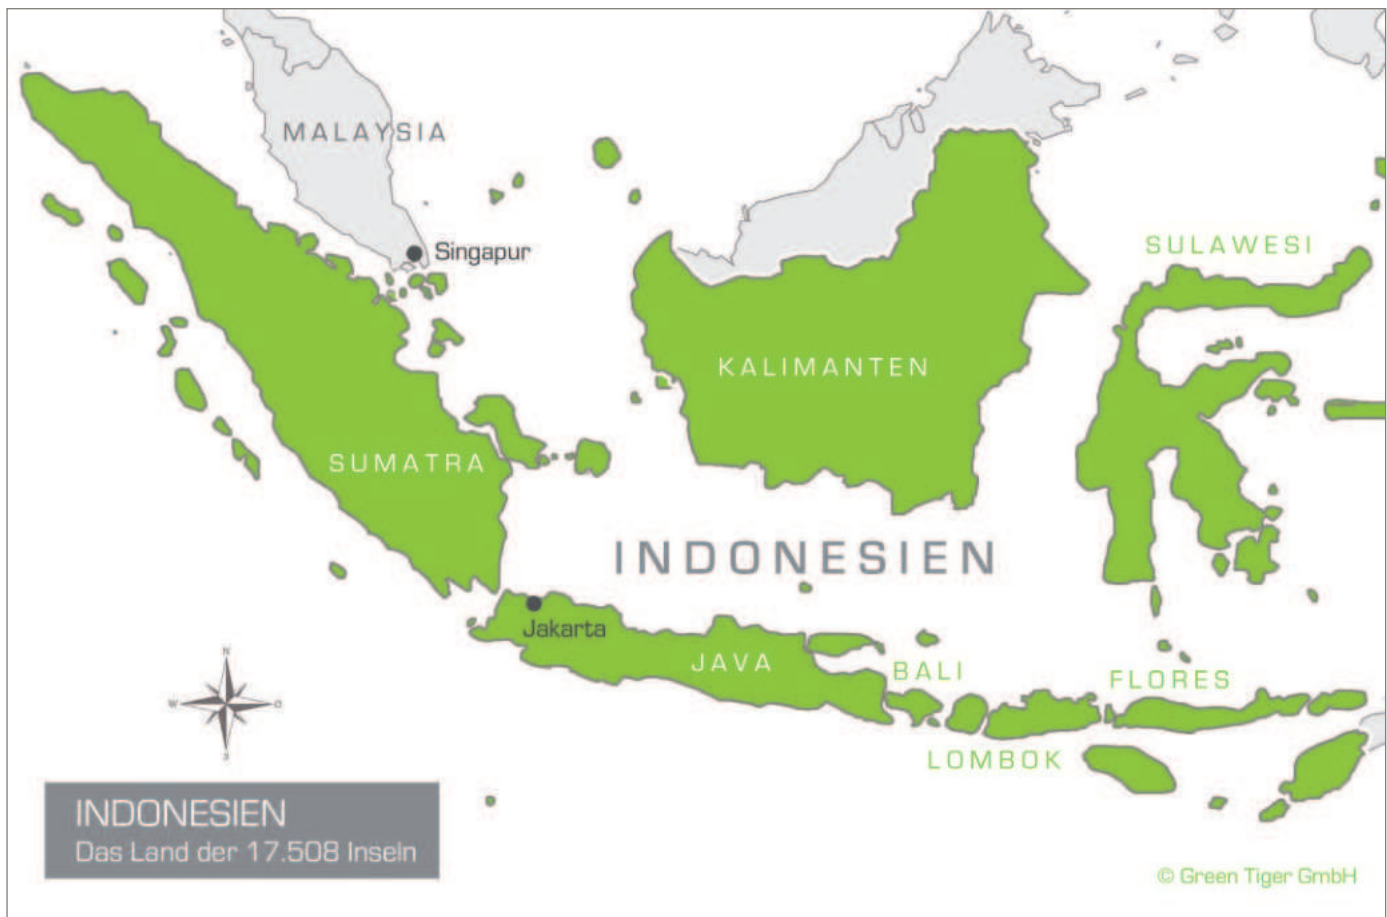 MALAYSIA
Singapur
SULAWESI
KALIMANTEN
SUMATRA
INDONESIEN
Jakarta
JAVA
BALI
FLORES
LOMBOK
N
W
O
S
INDONESIEN
Das Land der 17.508 Inseln
© Green Tiger GmbH